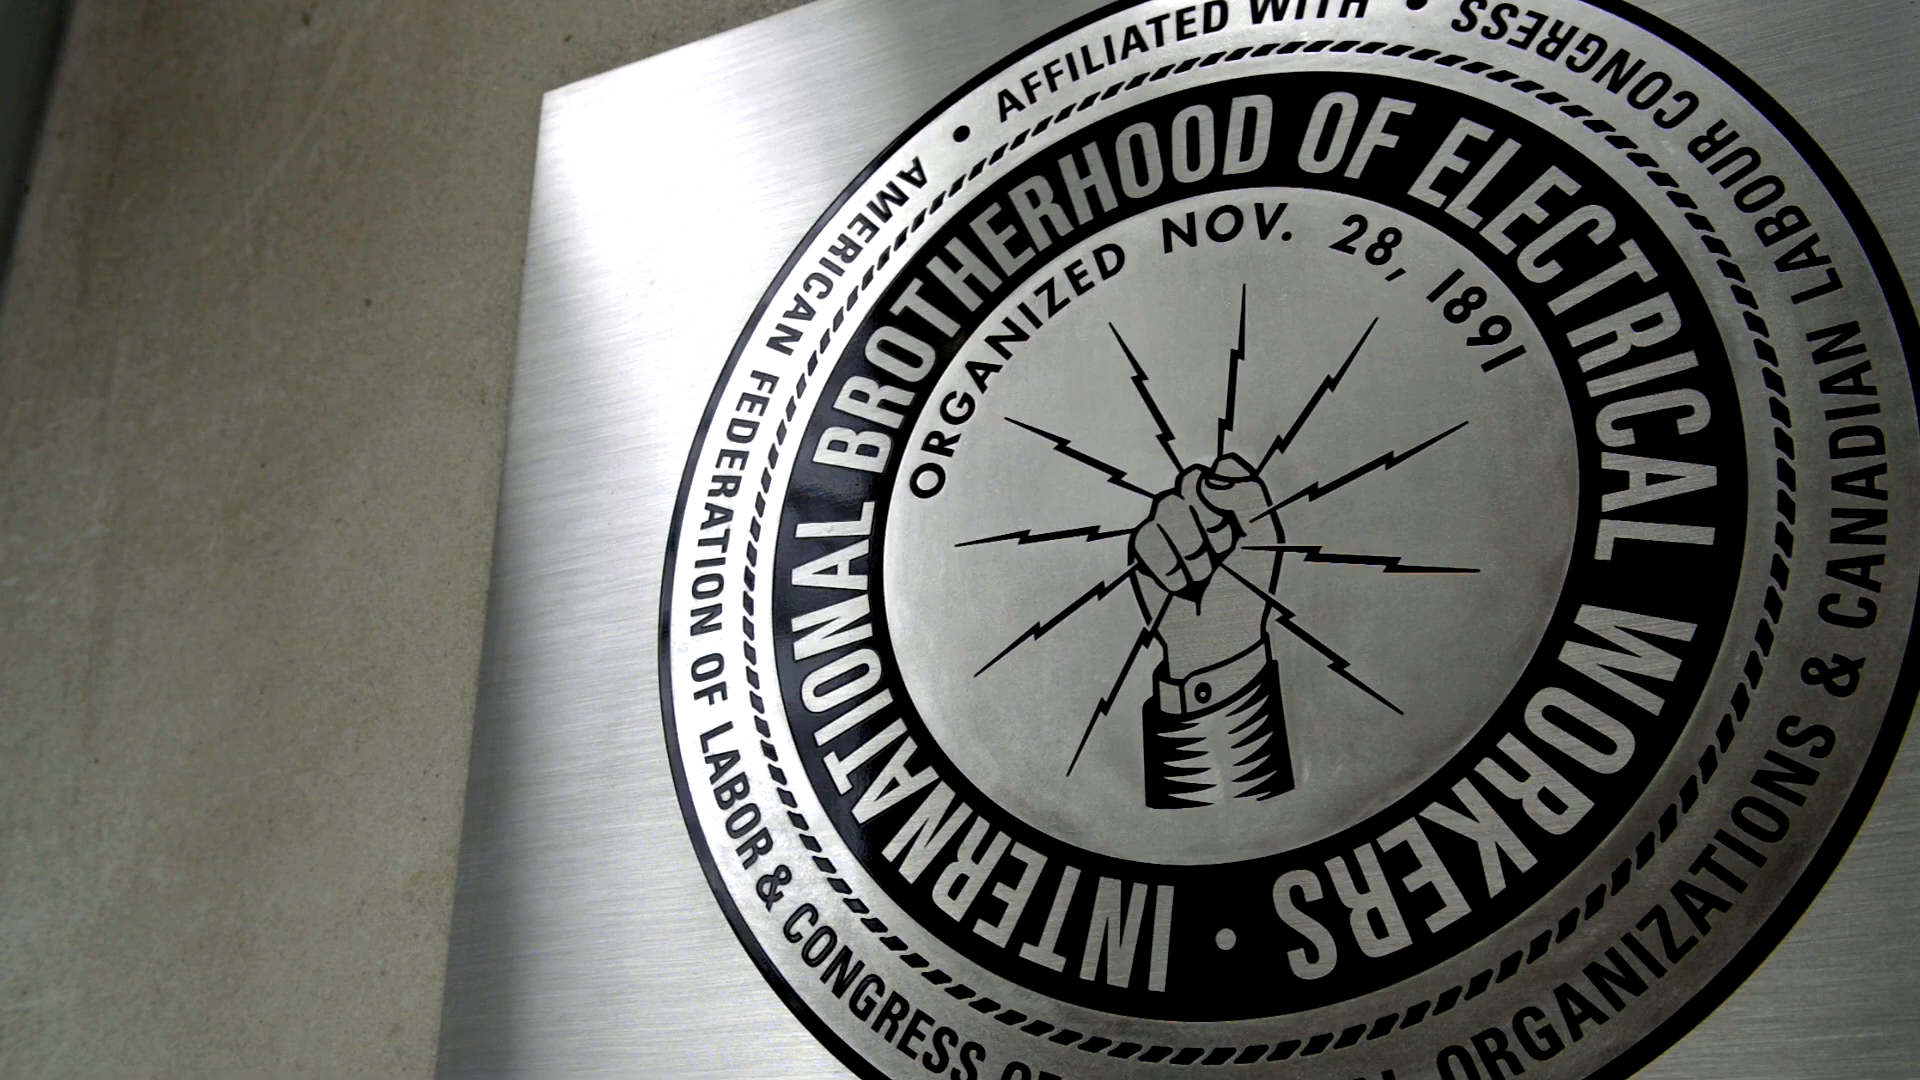 • AFFILIATED WITH •
AMERICAN FEDERATION OF LABOR & CONGRESS
ORGANIZATIONS & CANADIAN LABOUR CONGRESS
INTERNATIONAL BROTHERHOOD OF ELECTRICAL WORKERS •
ORGANIZED NOV. 28, 1891